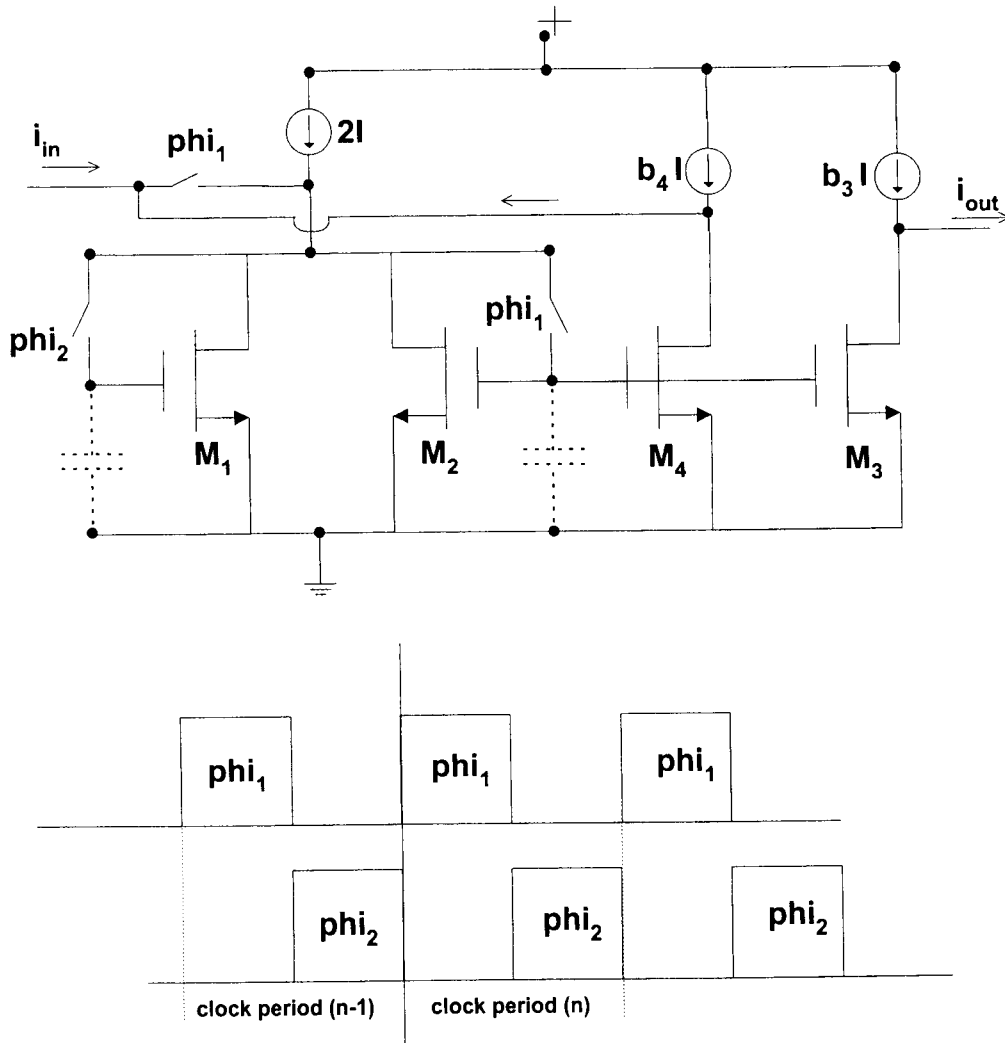 +
i_in
phi_1
2I
b_4 I
b_3 I
i_out
phi_2
phi_1
M_1
M_2
M_4
M_3
phi_1
phi_1
phi_1
phi_2
phi_2
phi_2
clock period (n-1)
clock period (n)